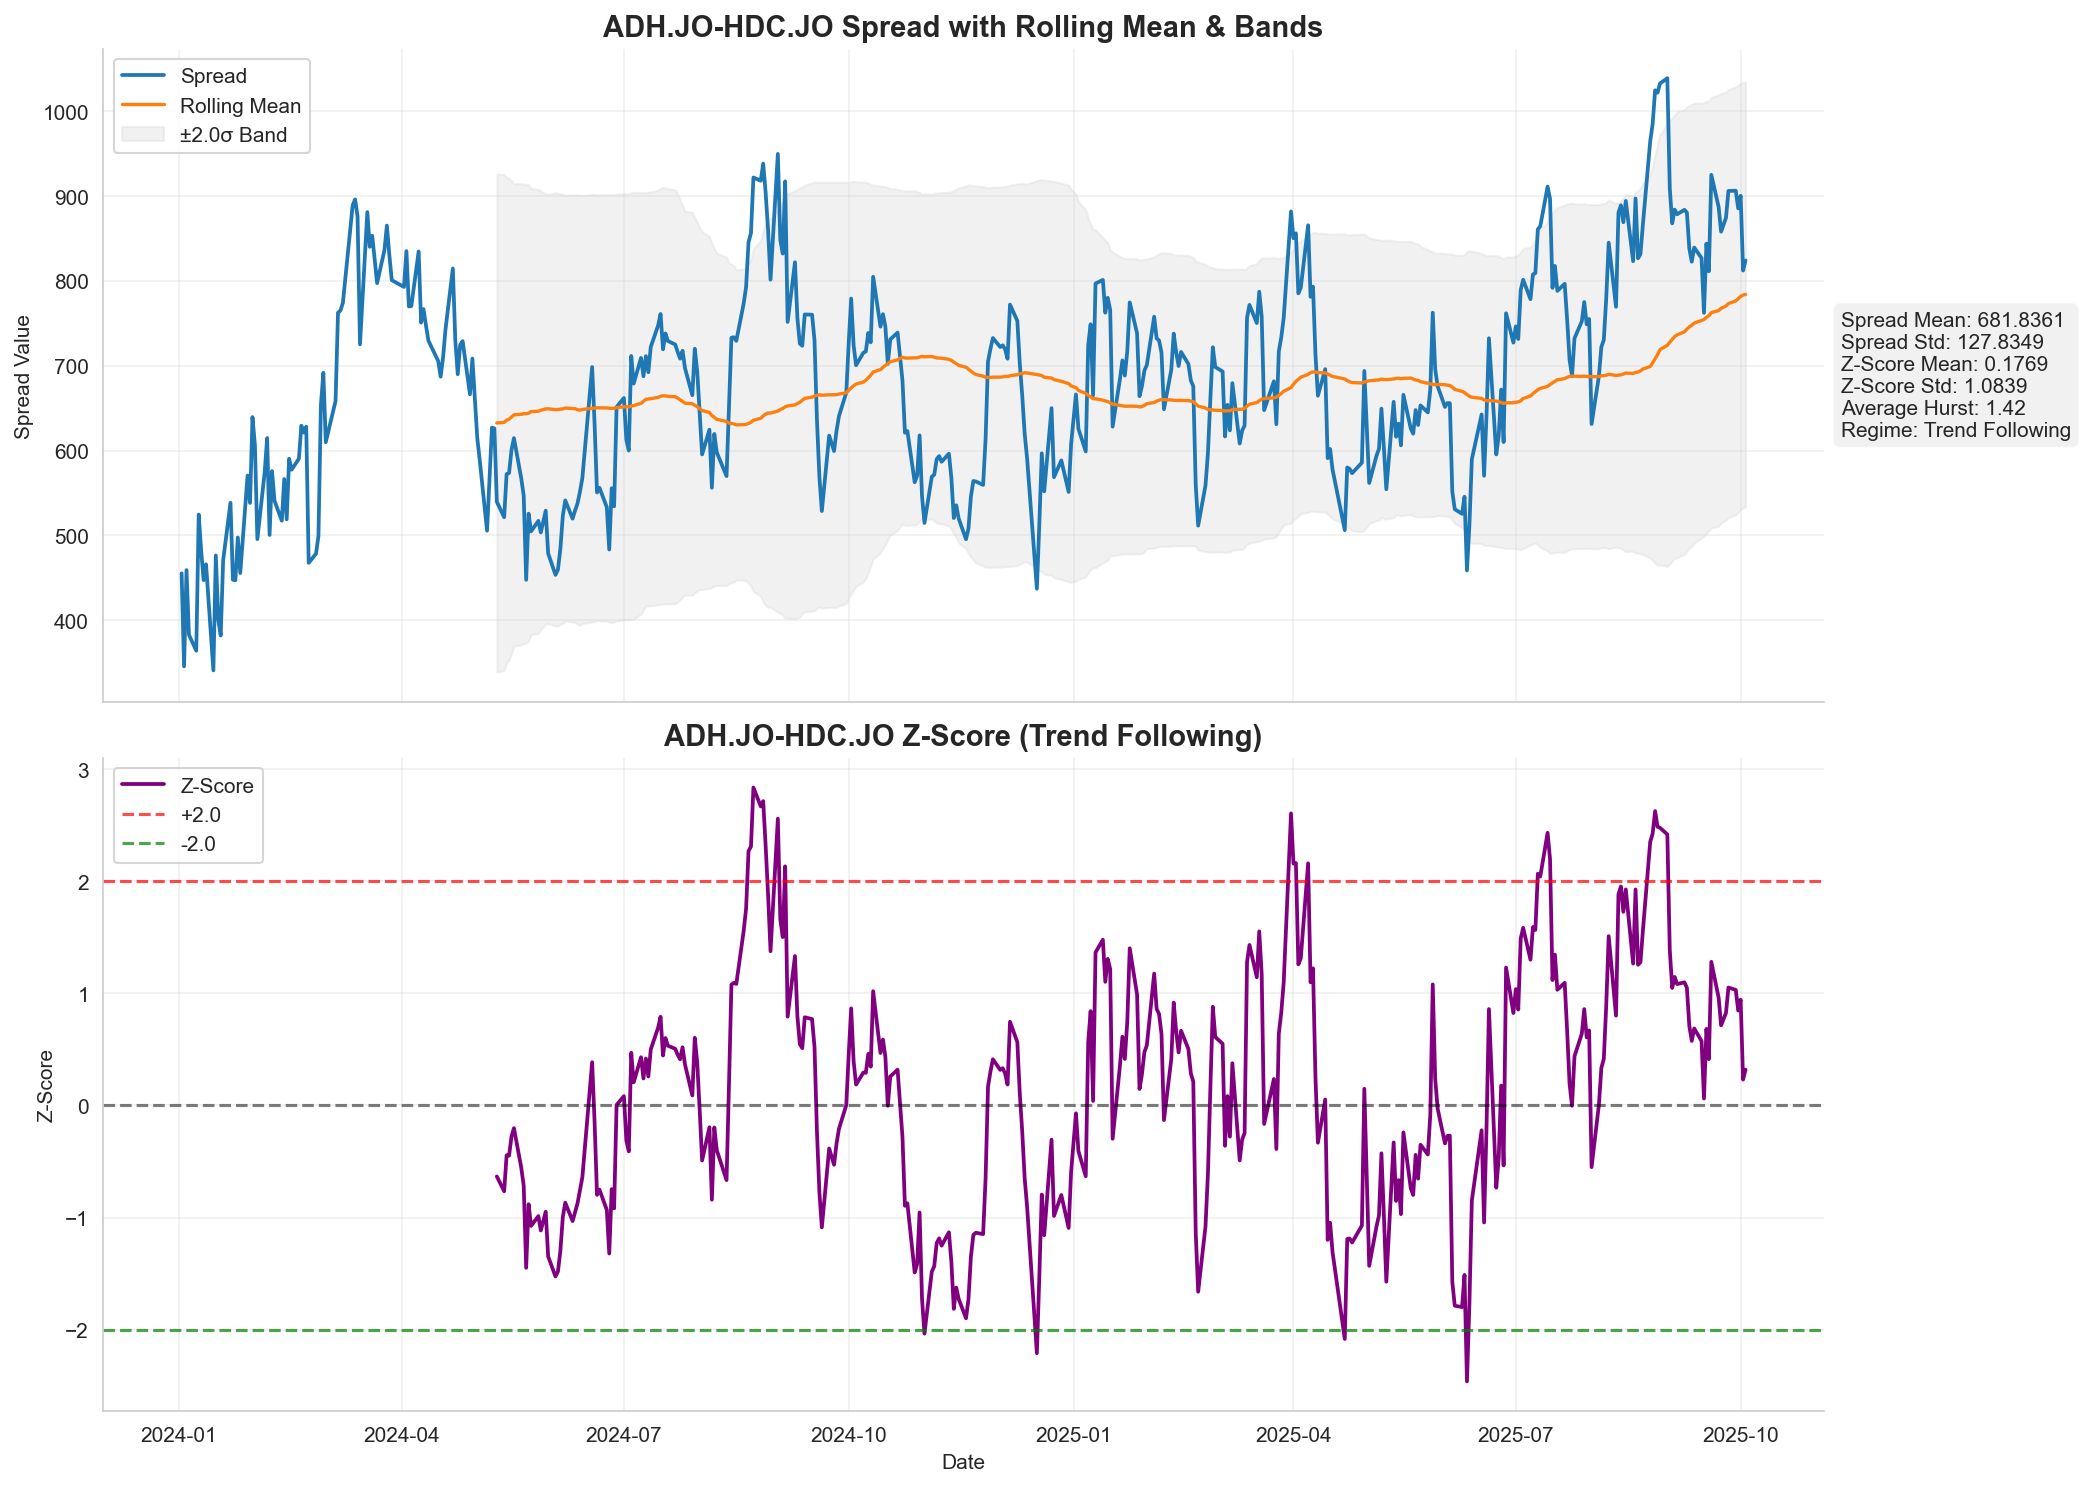 ADH.JO-HDC.JO Spread with Rolling Mean & Bands
Spread
Rolling Mean
±2.0σ Band
1000
900
800
700
600
500
400
Spread Value
Spread Mean: 681.8361
Spread Std: 127.8349
Z-Score Mean: 0.1769
Z-Score Std: 1.0839
Average Hurst: 1.42
Regime: Trend Following
ADH.JO-HDC.JO Z-Score (Trend Following)
Z-Score
+2.0
-2.0
3
2
1
0
−1
−2
Z-Score
2024-01
2024-04
2024-07
2024-10
2025-01
2025-04
2025-07
2025-10
Date